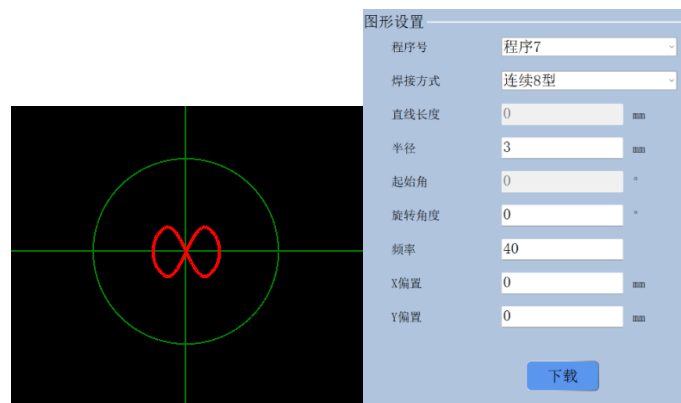 图形设置
程序号 程序7
焊接方式 连续8型
直线长度 0 mm
半径 3 mm
起始角 0 °
旋转角度 0 °
频率 40
X偏置 0 mm
Y偏置 0 mm
下载